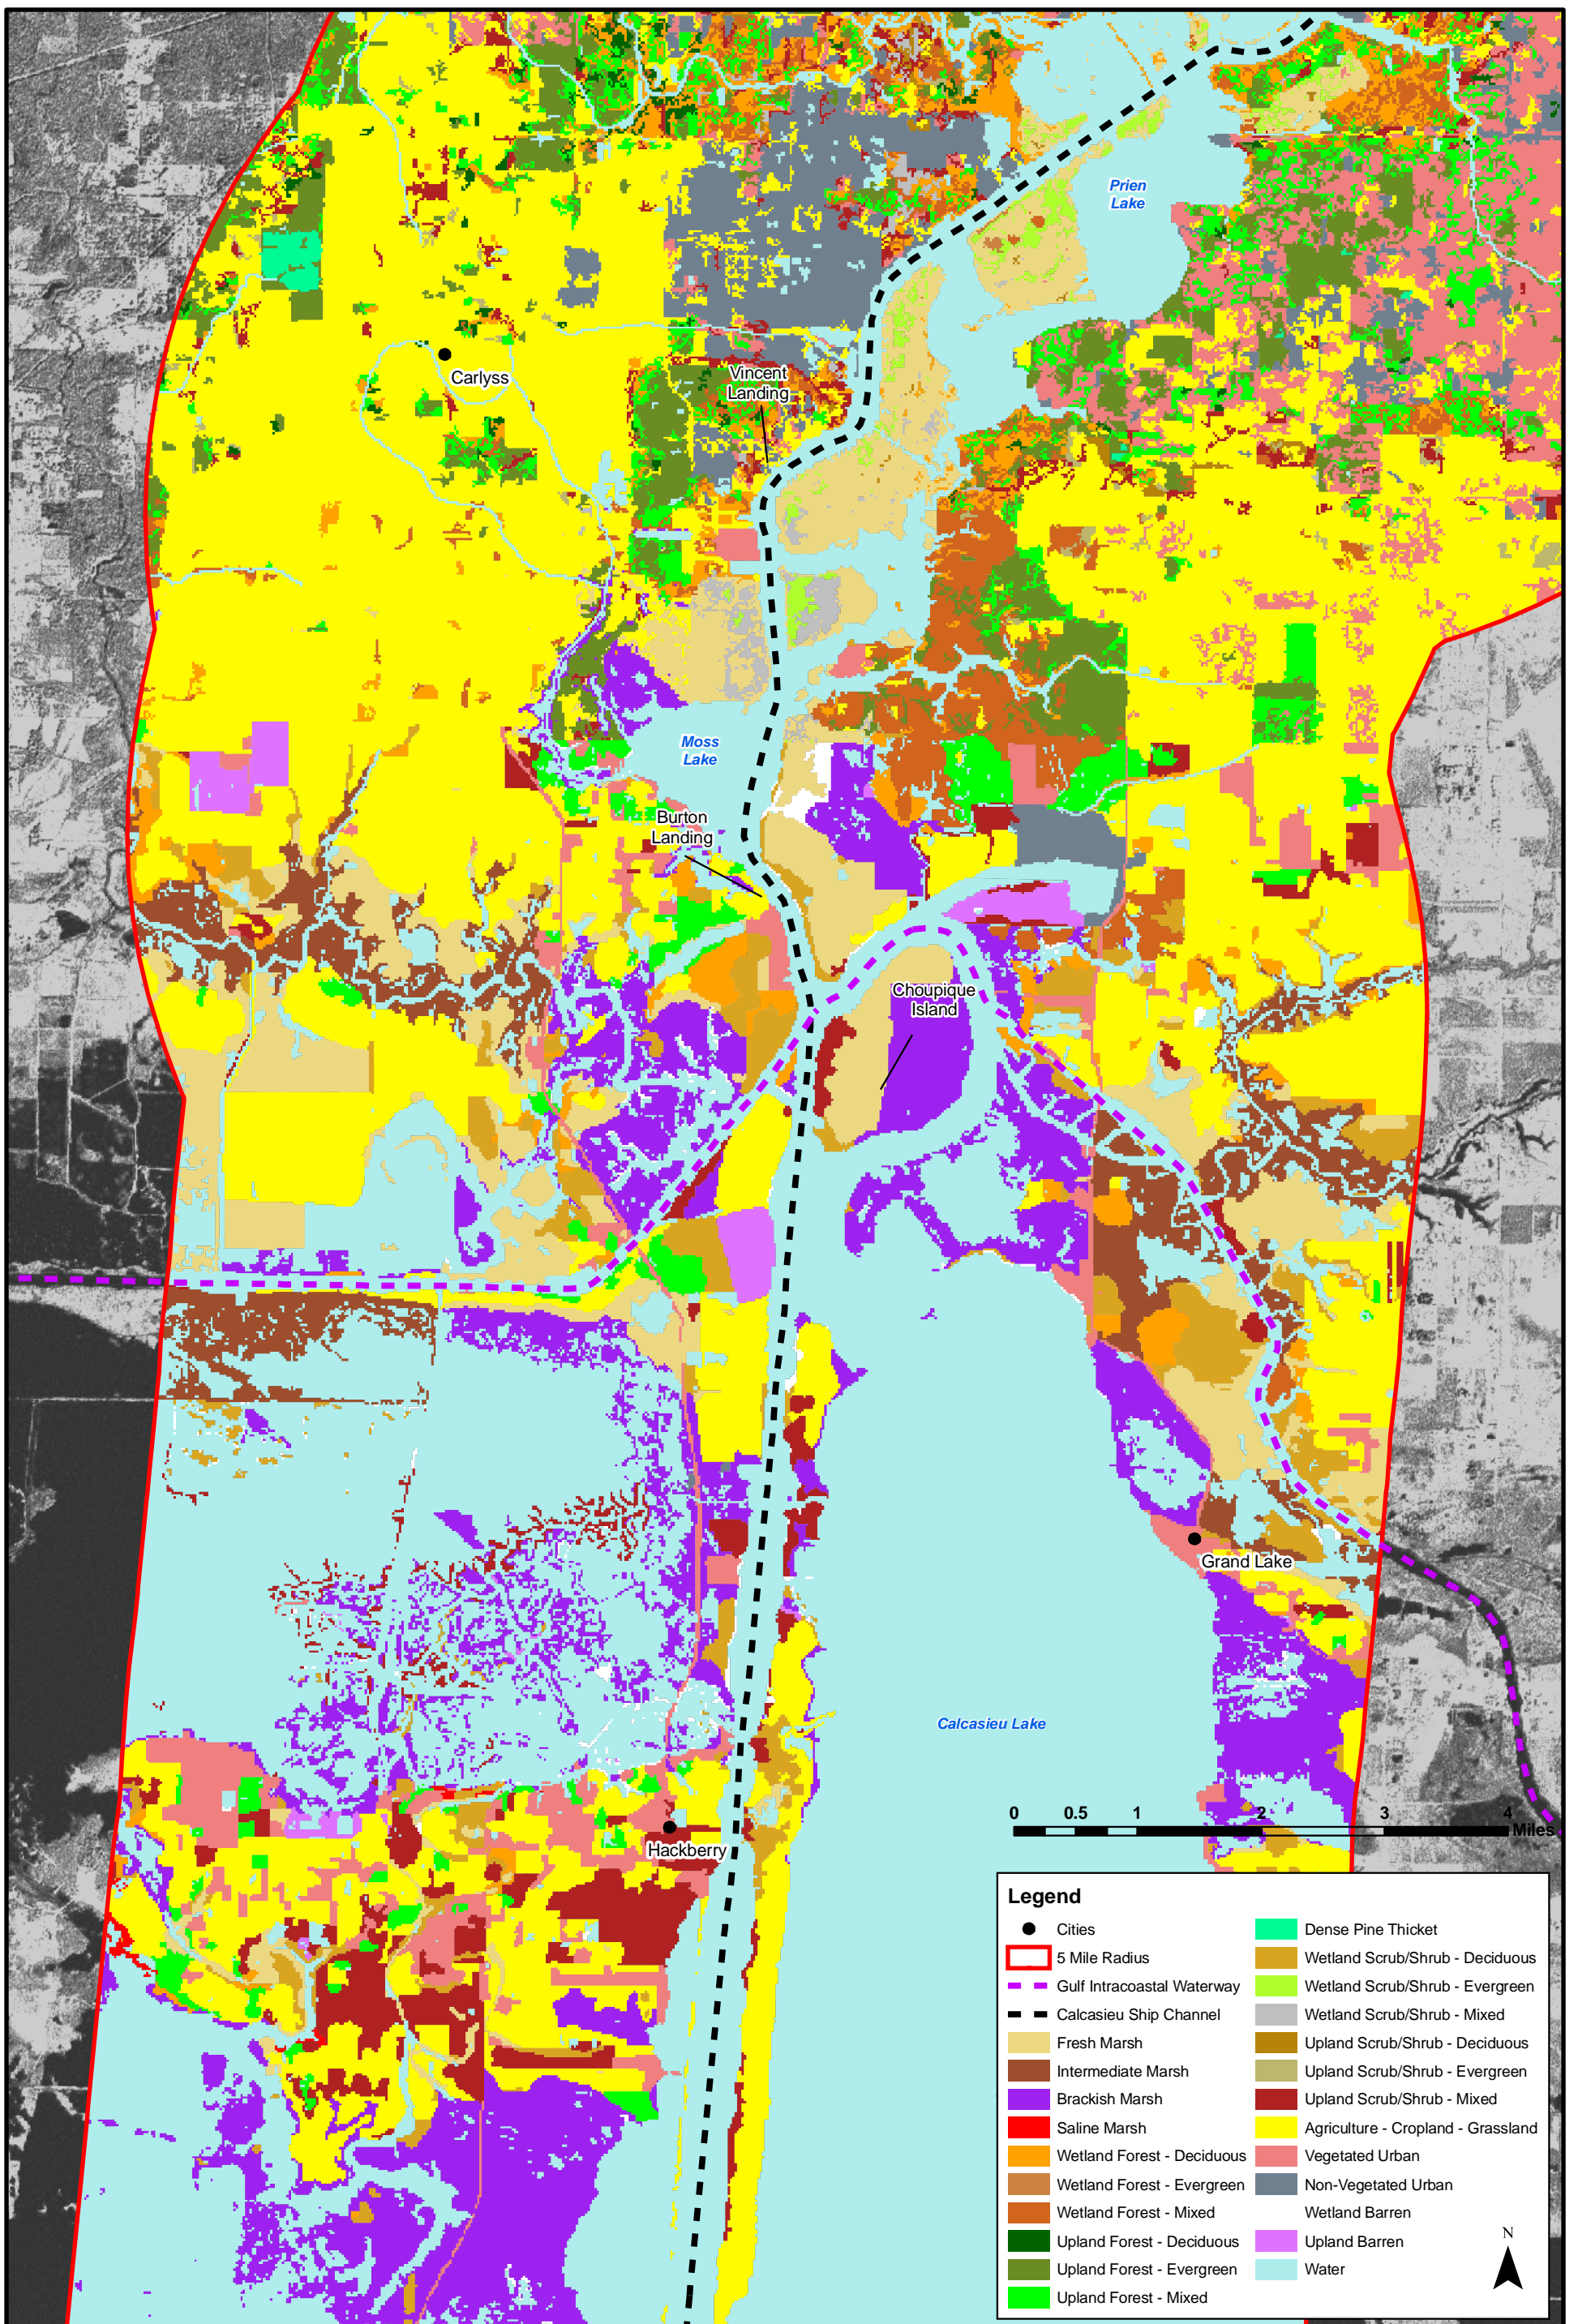 Prien
Lake
Carlyss
Vincent
Landing
Moss
Lake
Burton
Landing
Choupique
Island
Grand Lake
Calcasieu Lake
Hackberry
0 0.5 1 2 3 4
Miles
Legend
Cities
5 Mile Radius
Gulf Intracoastal Waterway
Calcasieu Ship Channel
Fresh Marsh
Intermediate Marsh
Brackish Marsh
Saline Marsh
Wetland Forest - Deciduous
Wetland Forest - Evergreen
Wetland Forest - Mixed
Upland Forest - Deciduous
Upland Forest - Evergreen
Upland Forest - Mixed
Dense Pine Thicket
Wetland Scrub/Shrub - Deciduous
Wetland Scrub/Shrub - Evergreen
Wetland Scrub/Shrub - Mixed
Upland Scrub/Shrub - Deciduous
Upland Scrub/Shrub - Evergreen
Upland Scrub/Shrub - Mixed
Agriculture - Cropland - Grassland
Vegetated Urban
Non-Vegetated Urban
Wetland Barren
Upland Barren
Water
N